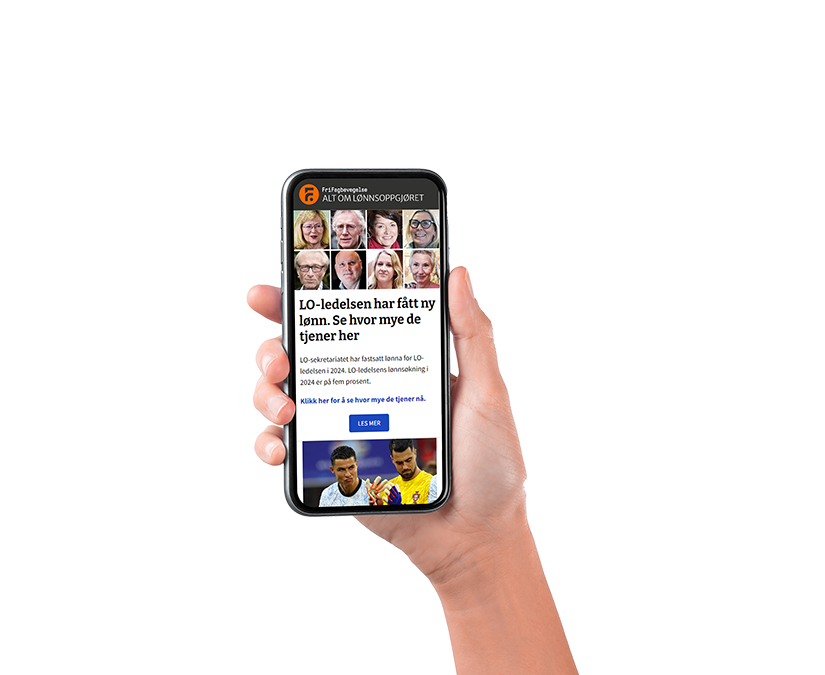 FriFagbevegelse
ALT OM LØNNSOPPGJØRET
LO-ledelsen har fått ny
lønn. Se hvor mye de
tjener her
LO-sekretariatet har fastsatt lønna for LO-
ledelsen i 2024. LO-ledelsens lønnsøkning i
2024 er på fem prosent.
Klikk her for å se hvor mye de tjener nå.
LES MER